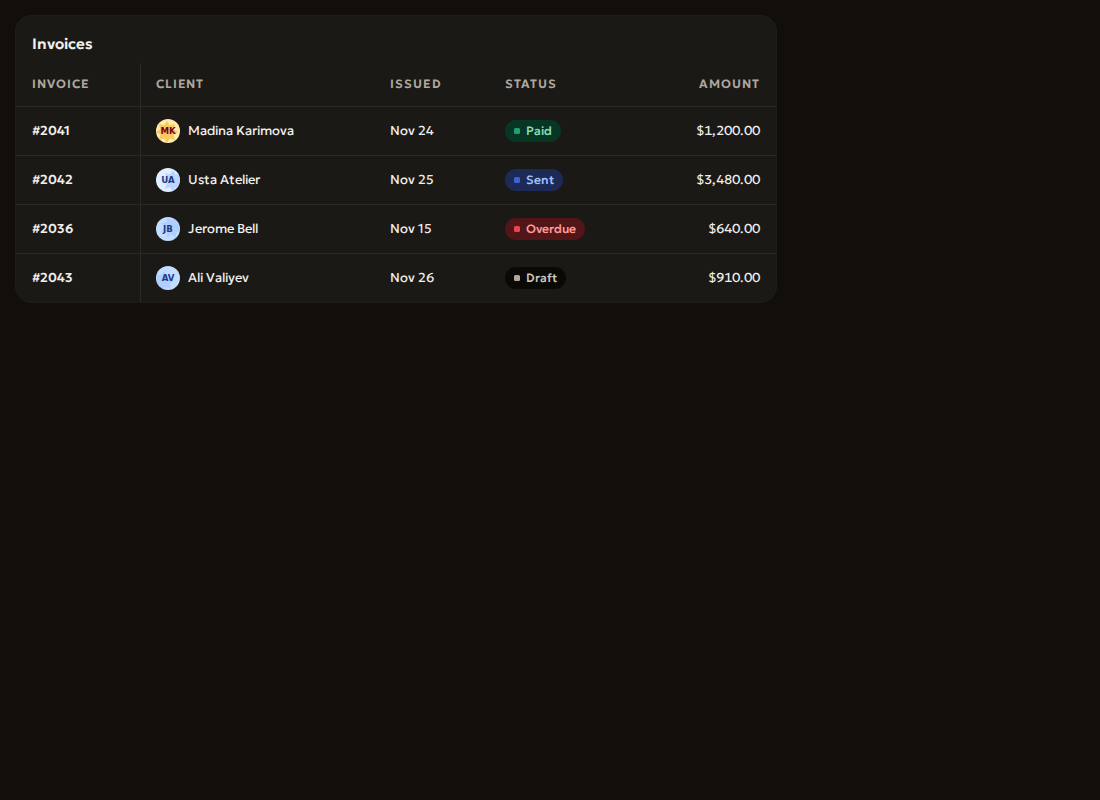 Invoices
INVOICE CLIENT ISSUED STATUS AMOUNT
#2041 MK Madina Karimova Nov 24 Paid $1,200.00
#2042 UA Usta Atelier Nov 25 Sent $3,480.00
#2036 JB Jerome Bell Nov 15 Overdue $640.00
#2043 AV Ali Valiyev Nov 26 Draft $910.00